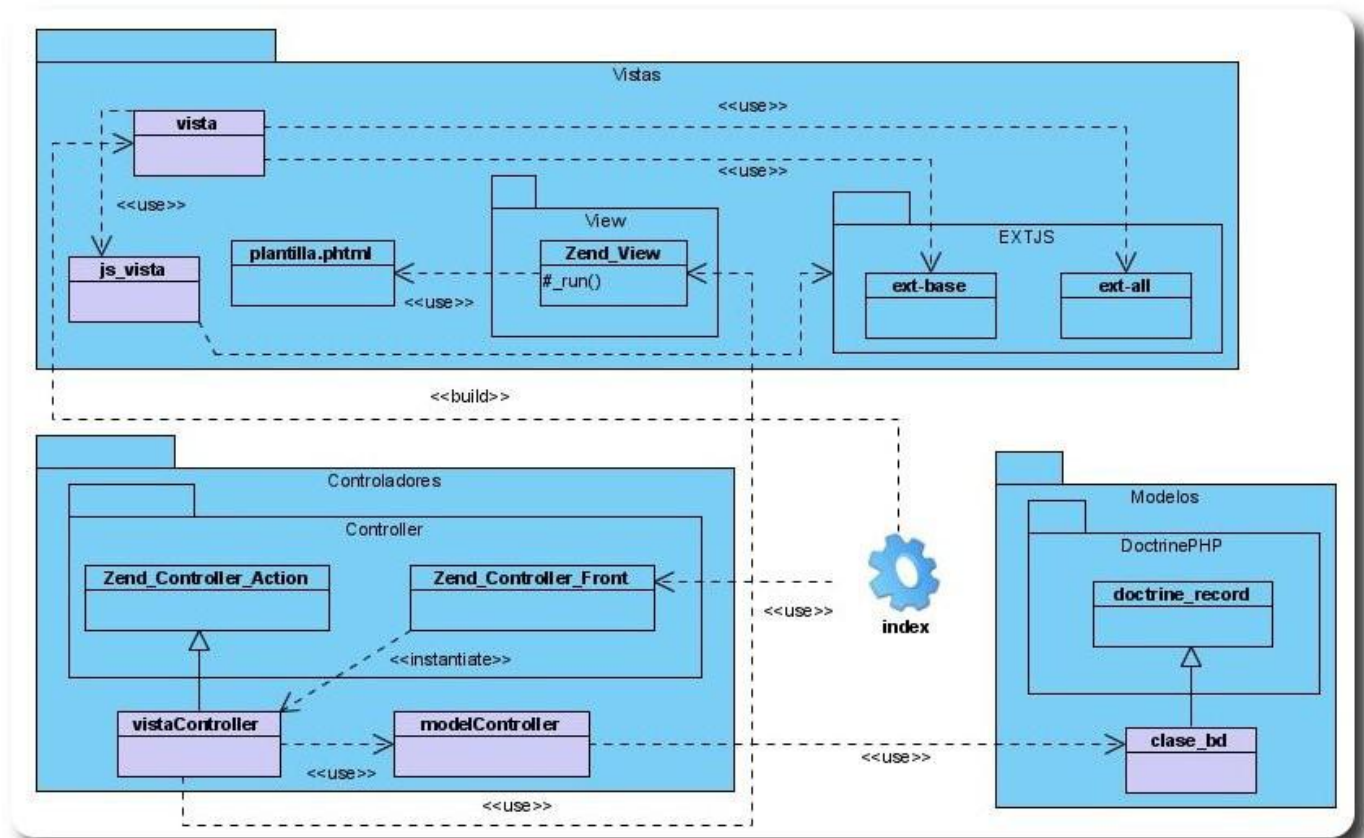 Vistas
<<use>>
vista
<<use>>
<<use>>
View
EXTJS
plantilla.phtml
Zend_View
js_vista
#_run()
ext-base
ext-all
<<use>>
<<build>>
Controladores
Modelos
Controller
DoctrinePHP
Zend_Controller_Action
Zend_Controller_Front
doctrine_record
<<use>>
index
<<instantiate>>
vistaController
modelController
clase_bd
<<use>>
<<use>>
<<use>>